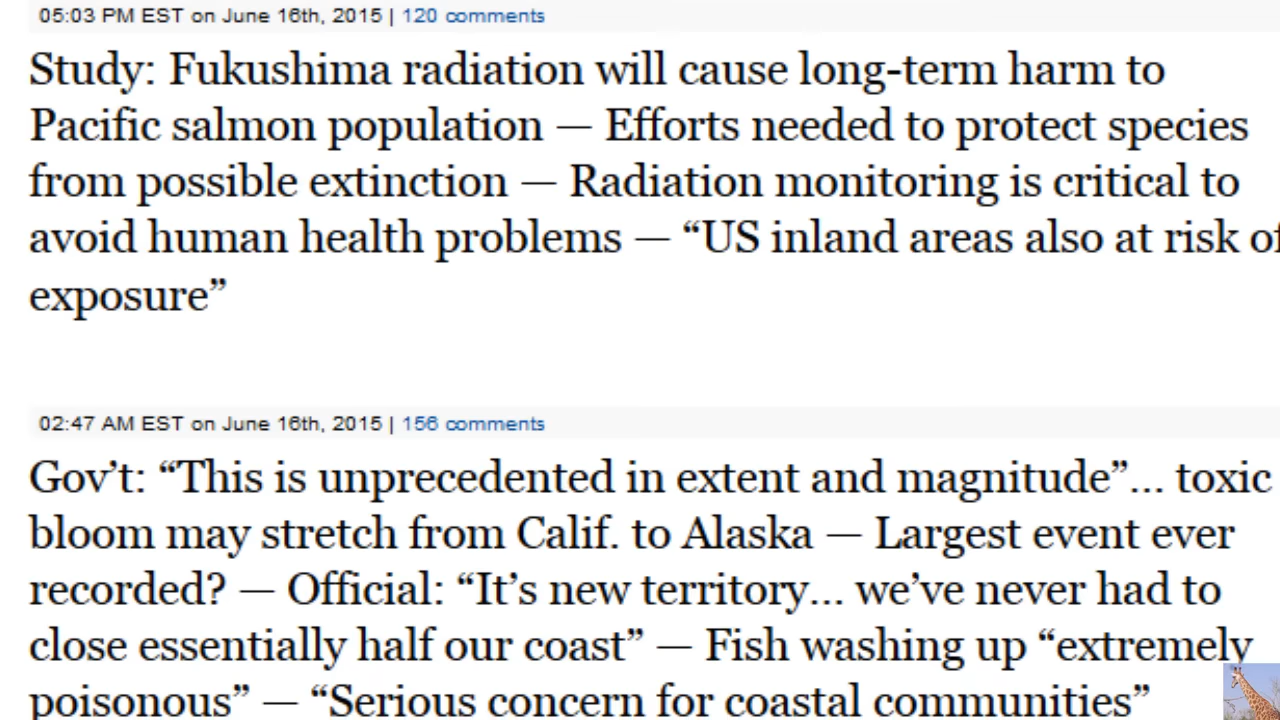 05:03 PM EST on June 16th, 2015 | 120 comments
Study: Fukushima radiation will cause long-term harm to
Pacific salmon population — Efforts needed to protect species
from possible extinction — Radiation monitoring is critical to
avoid human health problems — “US inland areas also at risk of
exposure”
02:47 AM EST on June 16th, 2015 | 156 comments
Gov’t: “This is unprecedented in extent and magnitude”... toxic
bloom may stretch from Calif. to Alaska — Largest event ever
recorded? — Official: “It’s new territory... we’ve never had to
close essentially half our coast” — Fish washing up “extremely
poisonous” — “Serious concern for coastal communities”